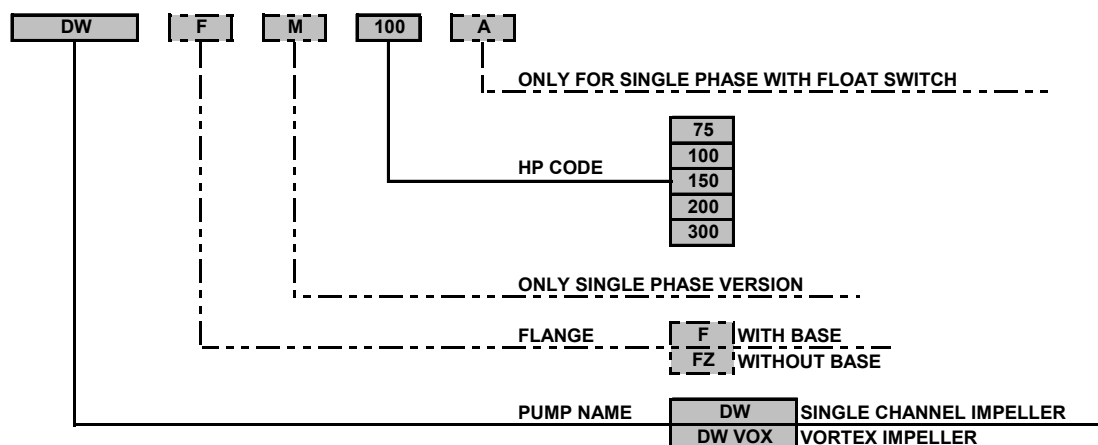 DW F M 100 A
ONLY FOR SINGLE PHASE WITH FLOAT SWITCH
75
100
HP CODE 150
200
300
ONLY SINGLE PHASE VERSION
FLANGE F WITH BASE
FZ WITHOUT BASE
PUMP NAME DW SINGLE CHANNEL IMPELLER
DW VOX VORTEX IMPELLER